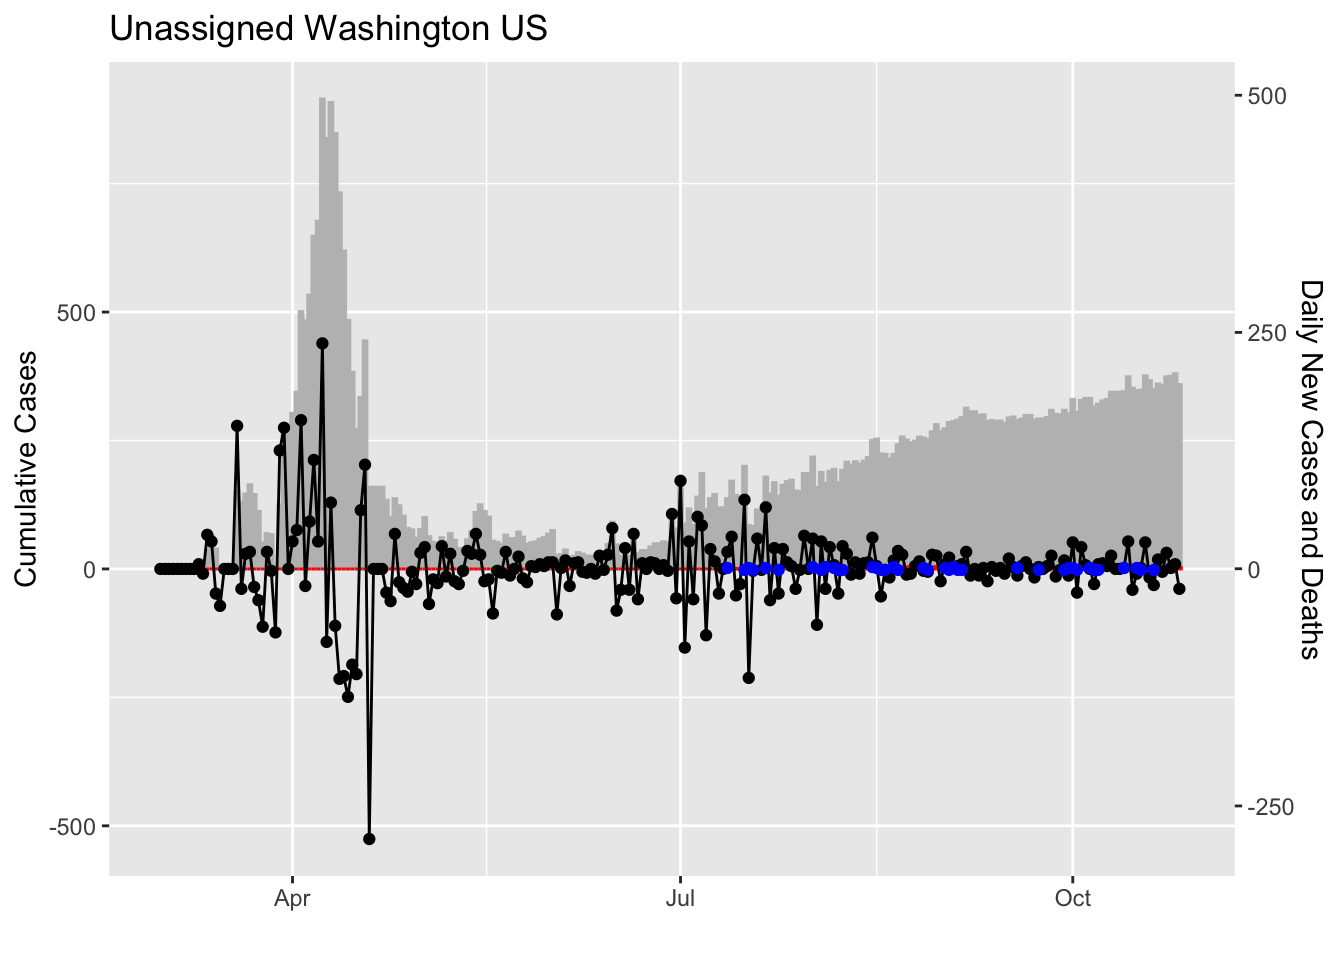 Unassigned Washington US
500
0
-500
Cumulative Cases
500
250
0
-250
Daily New Cases and Deaths
Apr
Jul
Oct